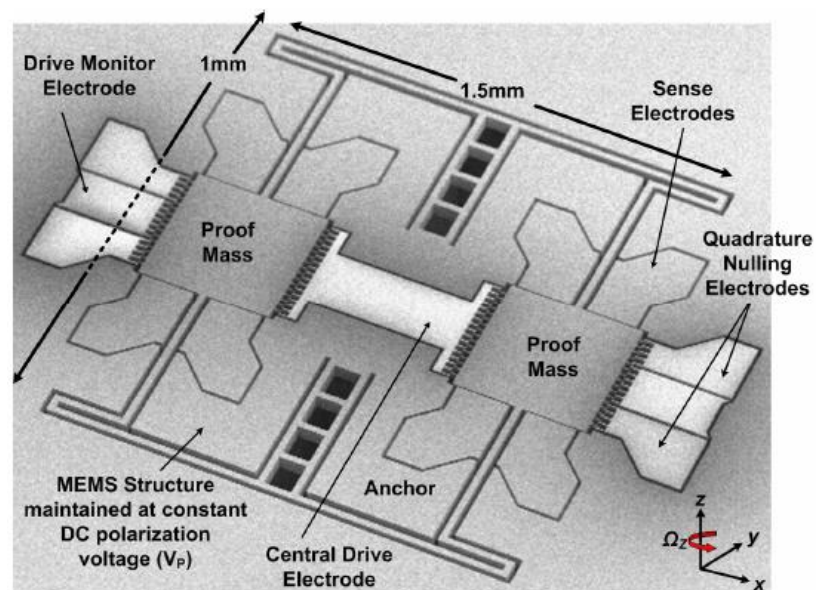 Drive Monitor
Electrode
1mm
1.5mm
Sense
Electrodes
Proof
Mass
Quadrature
Nulling
Electrodes
Proof
Mass
MEMS Structure
maintained at constant
DC polarization
voltage (VP)
Anchor
Central Drive
Electrode
z
y
ΩZ
x